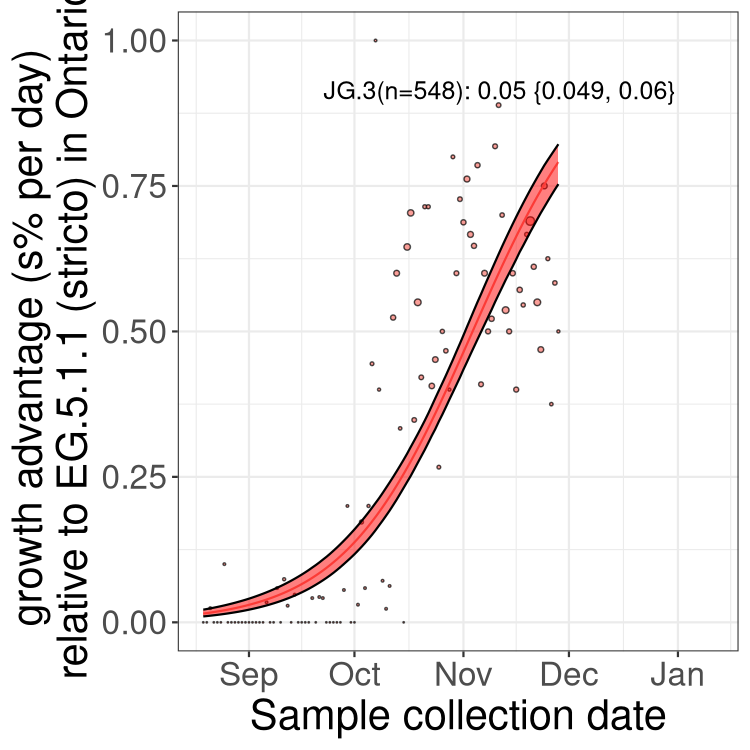 growth advantage (s% per day)
relative to EG.5.1.1 (stricto) in Ontario
1.00
0.75
0.50
0.25
0.00
JG.3(n=548): 0.05 {0.049, 0.06}
Sep Oct Nov Dec Jan
Sample collection date